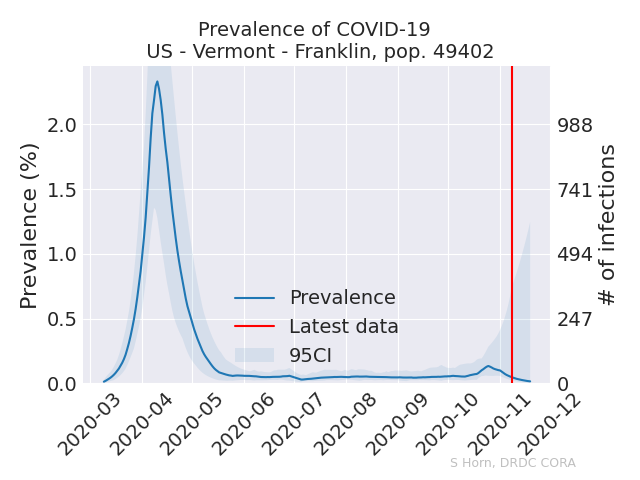 Prevalence of COVID-19
US - Vermont - Franklin, pop. 49402
Prevalence (%)
2.0
1.5
1.0
0.5
0.0
988
741
494
247
0
# of infections
Prevalence
Latest data
95CI
2020-03
2020-04
2020-05
2020-06
2020-07
2020-08
2020-09
2020-10
2020-11
2020-12
S Horn, DRDC CORA